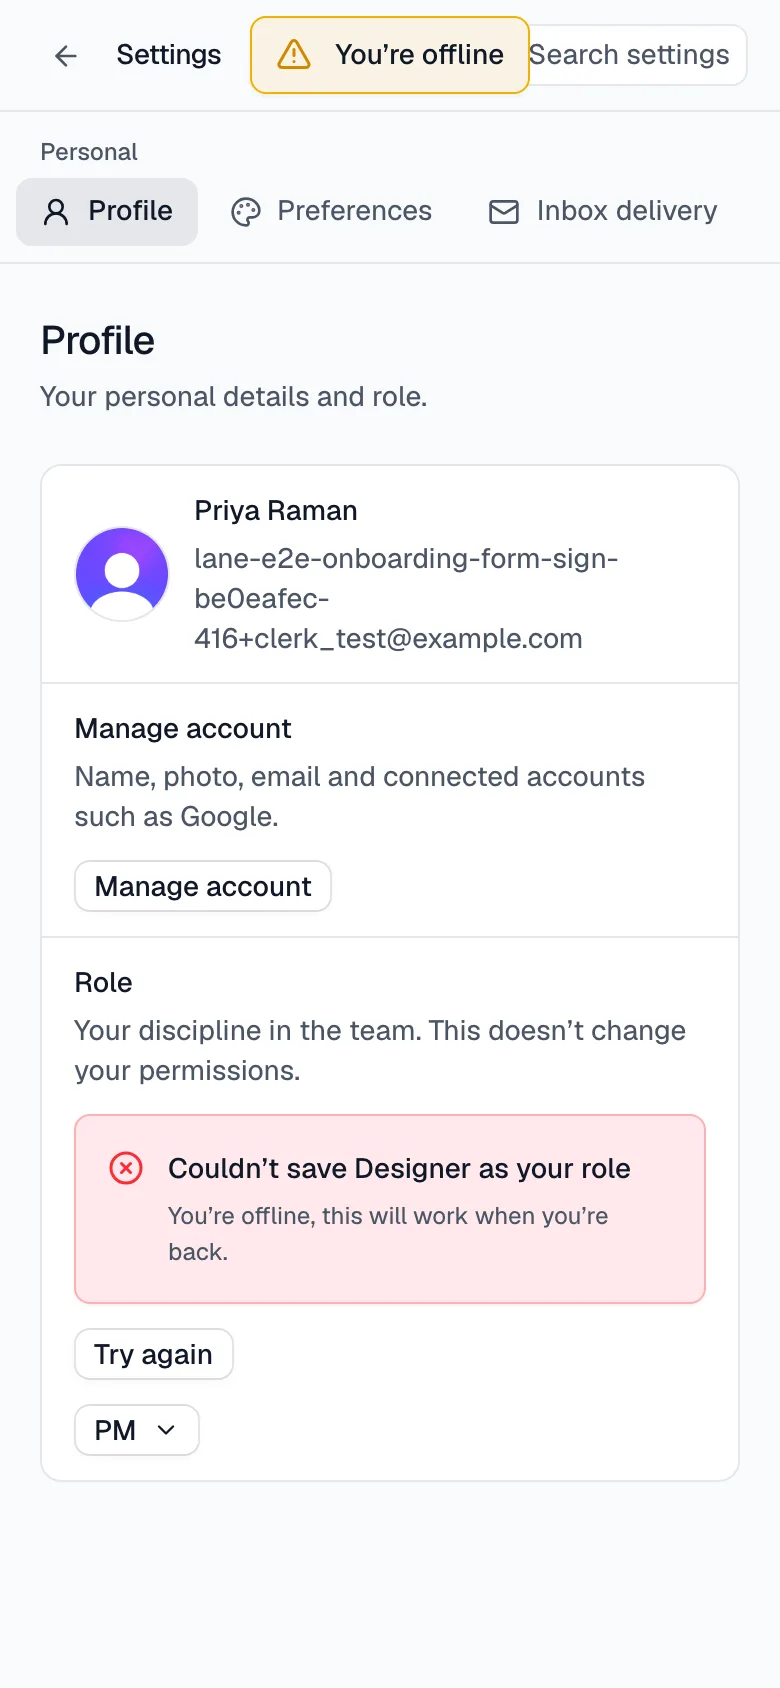 Settings
You’re offline
Search settings
Personal
Profile
Preferences
Inbox delivery
Profile
Your personal details and role.
Priya Raman
lane-e2e-onboarding-form-sign-
be0eafec-
416+clerk_test@example.com
Manage account
Name, photo, email and connected accounts
such as Google.
Manage account
Role
Your discipline in the team. This doesn’t change
your permissions.
Couldn’t save Designer as your role
You’re offline, this will work when you’re
back.
Try again
PM